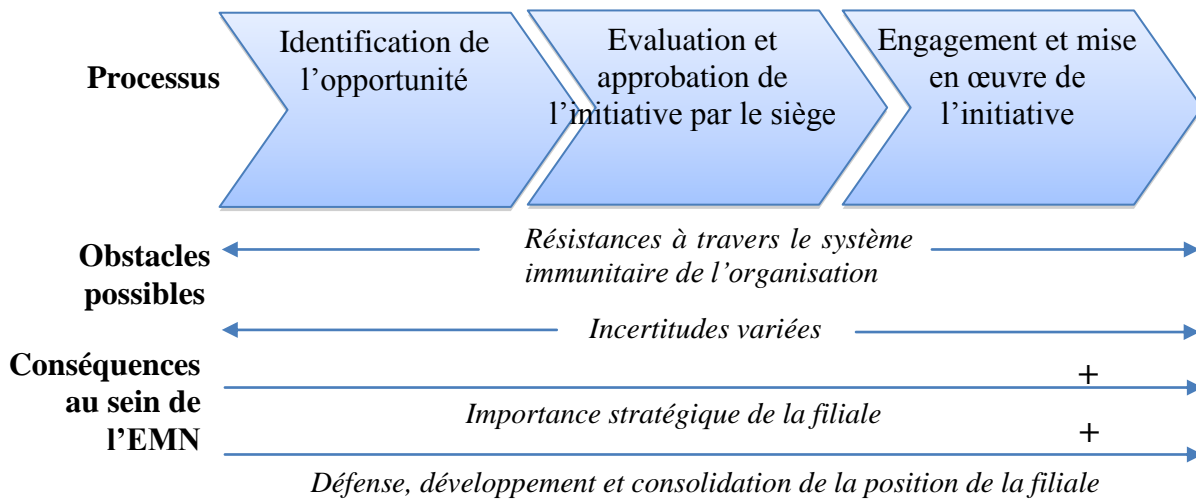 Processus
Identification de
l’opportunité
Evaluation et
approbation de
l’initiative par le siège
Engagement et mise
en œuvre de
l’initiative
Obstacles
possibles
Résistances à travers le système
immunitaire de l’organisation
Incertitudes variées
Conséquences
au sein de
l’EMN
+
Importance stratégique de la filiale
+
Défense, développement et consolidation de la position de la filiale